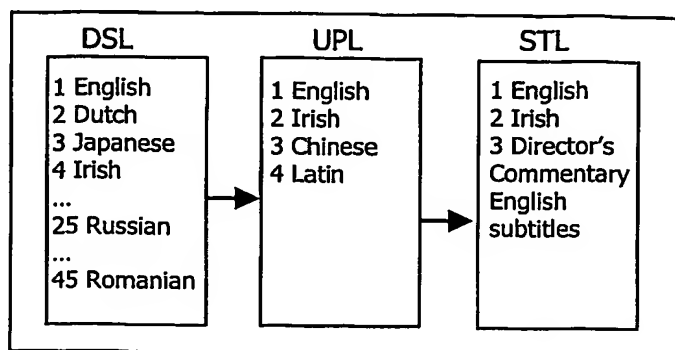 DSL
1 English
2 Dutch
3 Japanese
4 Irish
...
25 Russian
...
45 Romanian
UPL
1 English
2 Irish
3 Chinese
4 Latin
STL
1 English
2 Irish
3 Director's
Commentary
English
subtitles